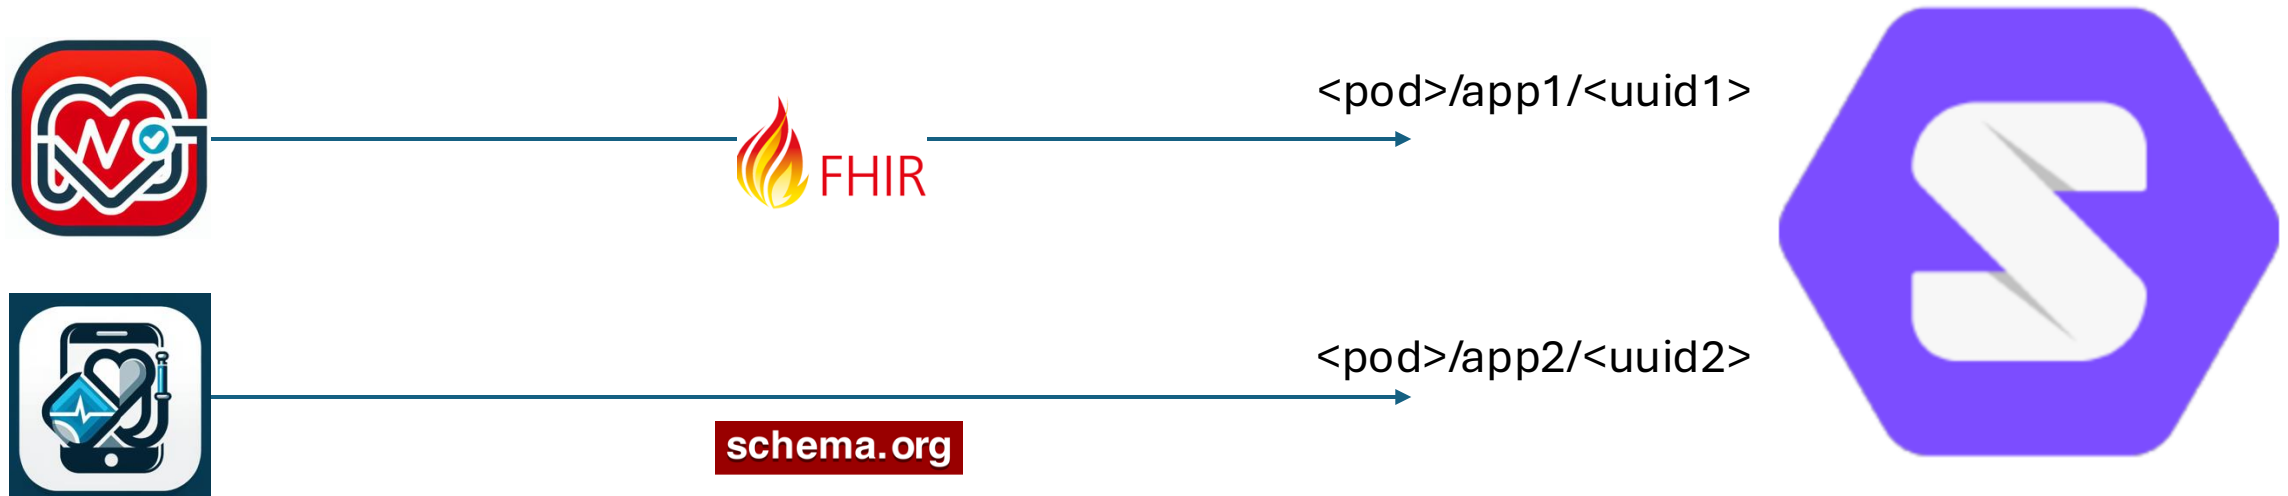 <pod>/app1/<uuid1>
FHIR
<pod>/app2/<uuid2>
schema.org